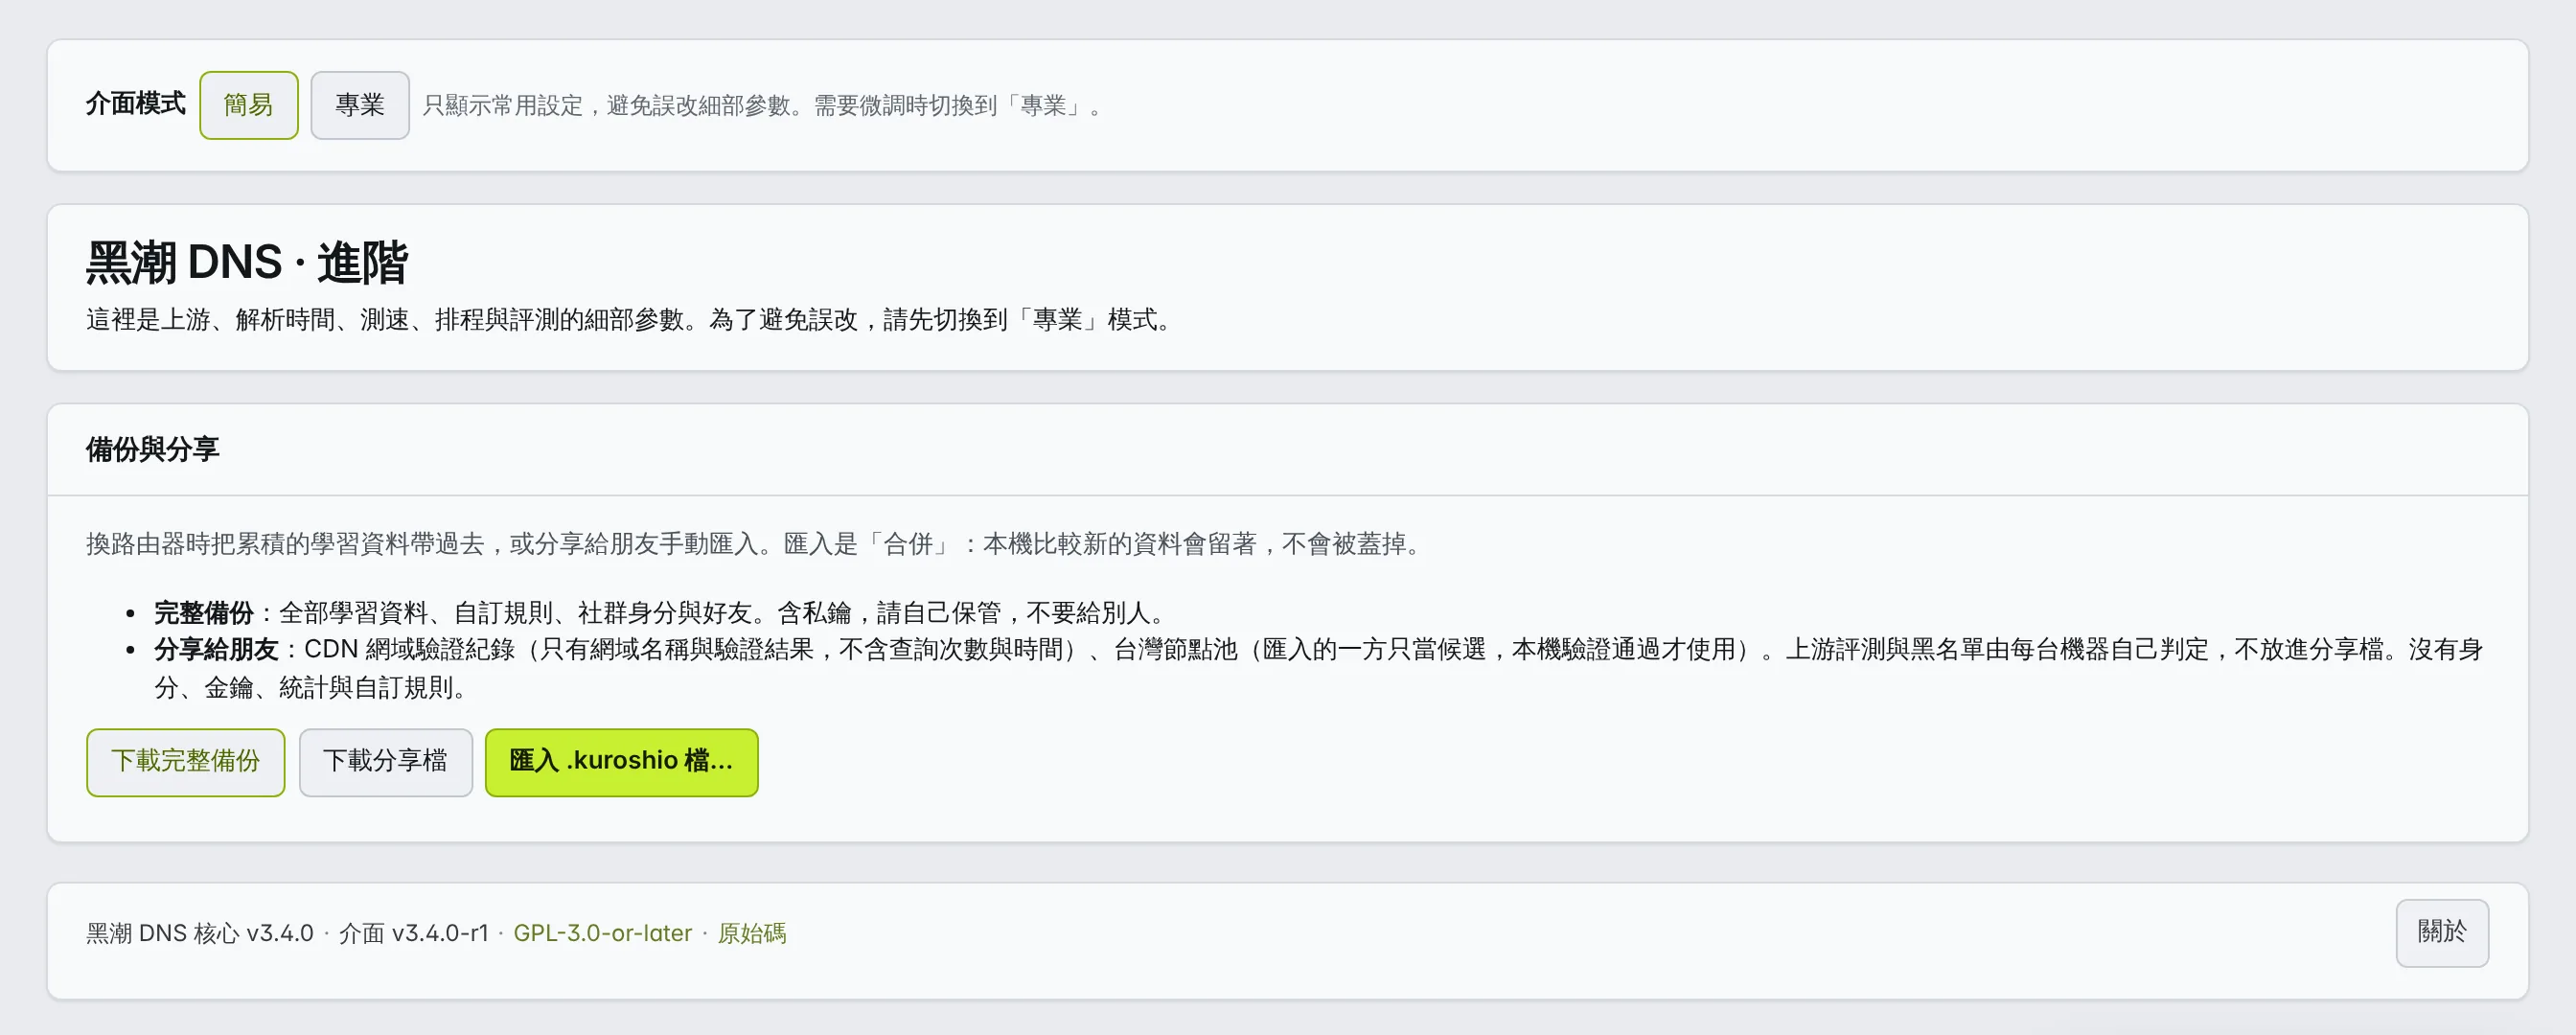 介面模式 簡易 專業 只顯示常用設定，避免誤改細部參數。需要微調時切換到「專業」。
黑潮 DNS · 進階
這裡是上游、解析時間、測速、排程與評測的細部參數。為了避免誤改，請先切換到「專業」模式。
備份與分享
換路由器時把累積的學習資料帶過去，或分享給朋友手動匯入。匯入是「合併」：本機比較新的資料會留著，不會被蓋掉。
• 完整備份：全部學習資料、自訂規則、社群身分與好友。含私鑰，請自己保管，不要給別人。
• 分享給朋友：CDN 網域驗證紀錄（只有網域名稱與驗證結果，不含查詢次數與時間）、台灣節點池（匯入的一方只當候選，本機驗證通過才使用）。上游評測與黑名單由每台機器自己判定，不放進分享檔。沒有身
分、金鑰、統計與自訂規則。
下載完整備份 下載分享檔 匯入 .kuroshio 檔...
黑潮 DNS 核心 v3.4.0 · 介面 v3.4.0-r1 · GPL-3.0-or-later · 原始碼 關於